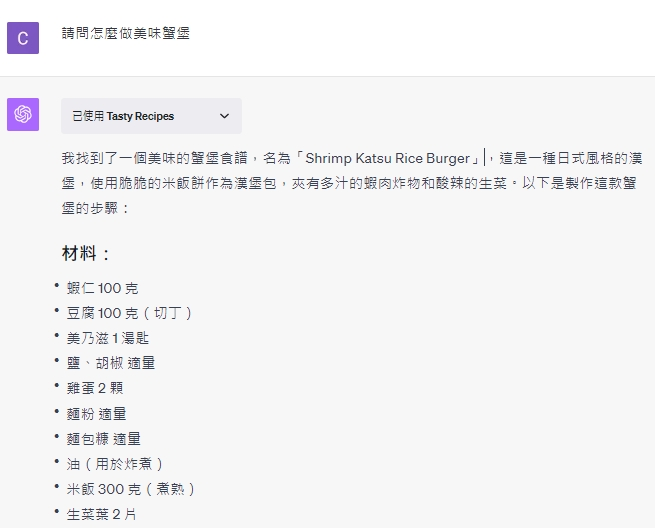 C
請問怎麼做美味蟹堡
已使用 Tasty Recipes
我找到了一個美味的蟹堡食譜，名為「Shrimp Katsu Rice Burger」，這是一種日式風格的漢
堡，使用脆脆的米飯餅作為漢堡包，夾有多汁的蝦肉炸物和酸辣的生菜。以下是製作這款蟹
堡的步驟：
材料：
• 蝦仁 100 克
• 豆腐 100 克（切丁）
• 美乃滋 1 湯匙
• 鹽、胡椒 適量
• 雞蛋 2 顆
• 麵粉 適量
• 麵包糠 適量
• 油（用於炸煮）
• 米飯 300 克（煮熟）
• 生菜葉 2 片